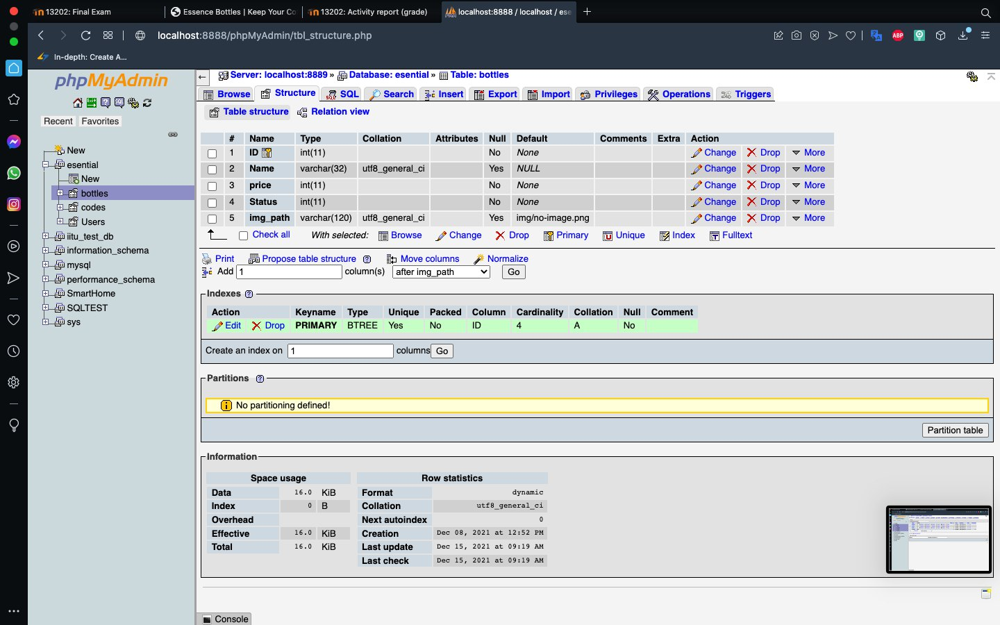 13202: Final Exam
Essence Bottles | Keep Your Co
13202: Activity report (grade)
localhost:8888 / localhost / ese
localhost:8888/phpMyAdmin/tbl_structure.php
ABP
In-depth: Create A...
phpMyAdmin
Recent Favorites
New
esential
New
bottles
codes
Users
iitu_test_db
information_schema
mysql
performance_schema
SmartHome
SQLTEST
sys
Server: localhost:8889 » Database: esential » Table: bottles
Browse Structure SQL Search Insert Export Import Privileges Operations Triggers
Table structure Relation view
# Name Type Collation Attributes Null Default Comments Extra Action
1 ID int(11) No None Change Drop More
2 Name varchar(32) utf8_general_ci Yes NULL Change Drop More
3 price int(11) No None Change Drop More
4 Status int(11) No None Change Drop More
5 img_path varchar(120) utf8_general_ci Yes img/no-image.png Change Drop More
Check all With selected: Browse Change Drop Primary Unique Index Fulltext
Print Propose table structure Move columns Normalize
Add 1 column(s) after img_path Go
Indexes
Action Keyname Type Unique Packed Column Cardinality Collation Null Comment
Edit Drop PRIMARY BTREE Yes No ID 4 A No
Create an index on 1 columns Go
Partitions
No partitioning defined!
Partition table
Information
Space usage
Data 16.0 KiB
Index 0 B
Overhead
Effective 16.0 KiB
Total 16.0 KiB
Row statistics
Format dynamic
Collation utf8_general_ci
Next autoindex 0
Creation Dec 08, 2021 at 12:52 PM
Last update Dec 15, 2021 at 09:19 AM
Last check Dec 15, 2021 at 09:19 AM
Console